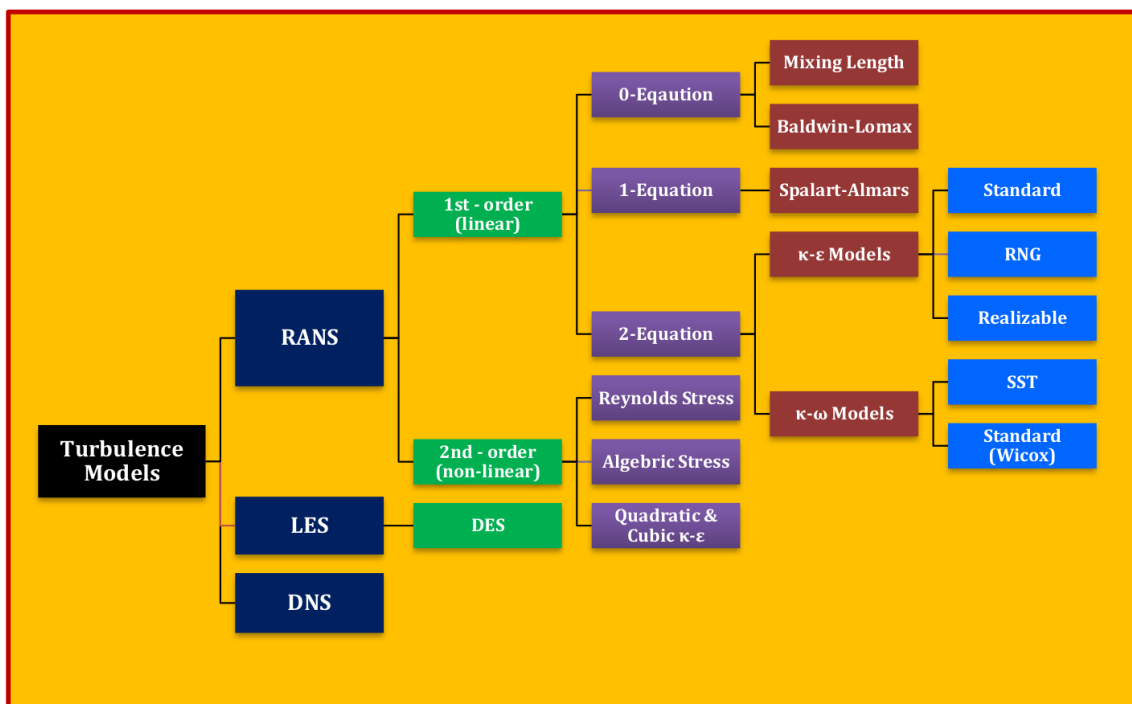 Turbulence
Models
RANS
LES
DNS
1st - order
(linear)
2nd - order
(non-linear)
DES
0-Eqaution
1-Equation
2-Equation
Reynolds Stress
Algebric Stress
Quadratic &
Cubic κ-ε
Mixing Length
Baldwin-Lomax
Spalart-Almars
κ-ε Models
κ-ω Models
Standard
RNG
Realizable
SST
Standard
(Wicox)